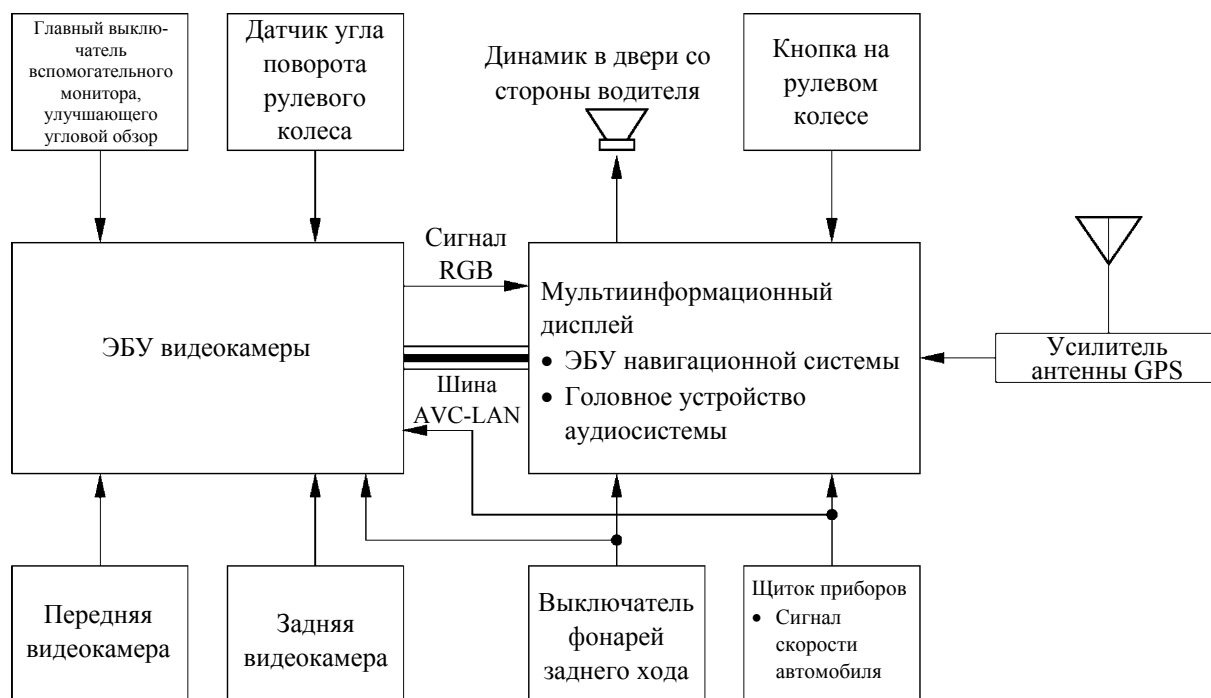 Главный выклю-
чатель
вспомогательного
монитора,
улучшающего
угловой обзор
Датчик угла
поворота
рулевого
колеса
Динамик в двери со
стороны водителя
Кнопка на
рулевом
колесе
ЭБУ видеокамеры
Сигнал
RGB
Шина
AVC-LAN
Мультиинформационный
дисплей
• ЭБУ навигационной системы
• Головное устройство
аудиосистемы
Усилитель
антенны GPS
Передняя
видеокамера
Задняя
видеокамера
Выключатель
фонарей
заднего хода
Щиток приборов
• Сигнал
скорости
автомобиля